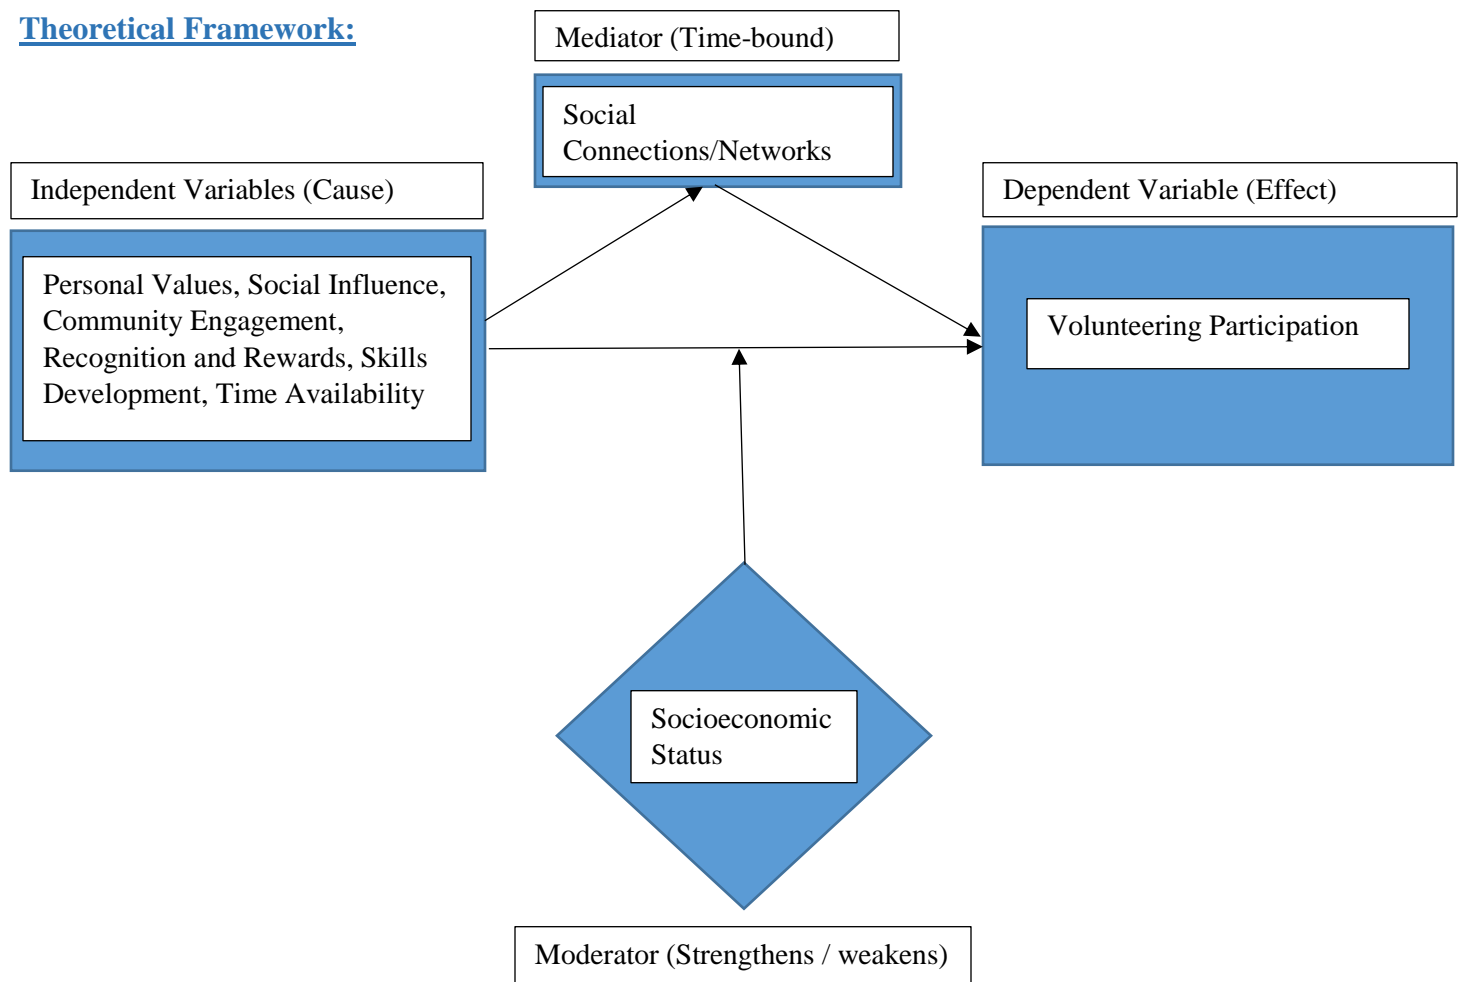 Theoretical Framework:
Mediator (Time-bound)
Social
Connections/Networks
Independent Variables (Cause)
Dependent Variable (Effect)
Personal Values, Social Influence,
Community Engagement,
Recognition and Rewards, Skills
Development, Time Availability
Volunteering Participation
Socioeconomic
Status
Moderator (Strengthens / weakens)